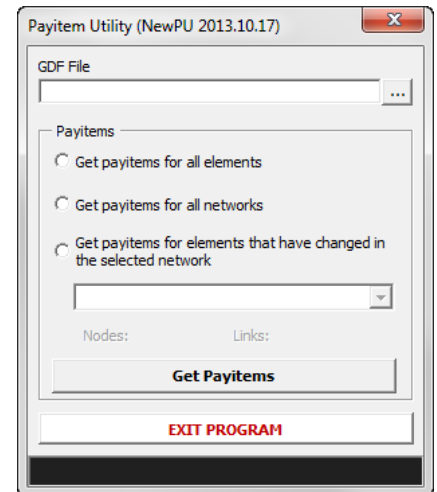 Payitem Utility (NewPU 2013.10.17)
GDF File
...
Payitems
Get payitems for all elements
Get payitems for all networks
Get payitems for elements that have changed in
the selected network
Nodes: Links:
Get Payitems
EXIT PROGRAM